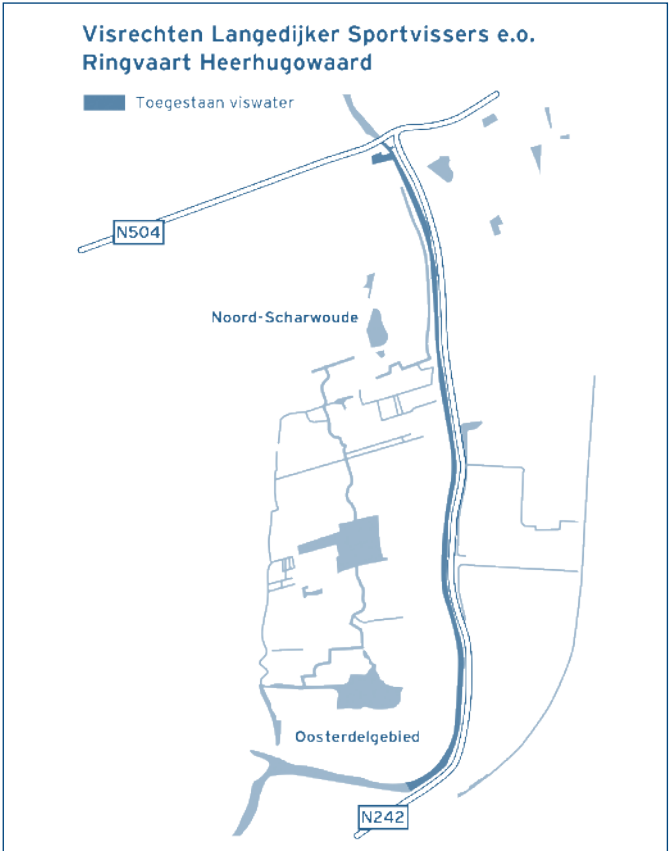 Visrechten Langedijker Sportvissers e.o.
Ringvaart Heerhugowaard
Toegestaan viswater
N504
Noord-Scharwoude
Oosterdelgebied
N242